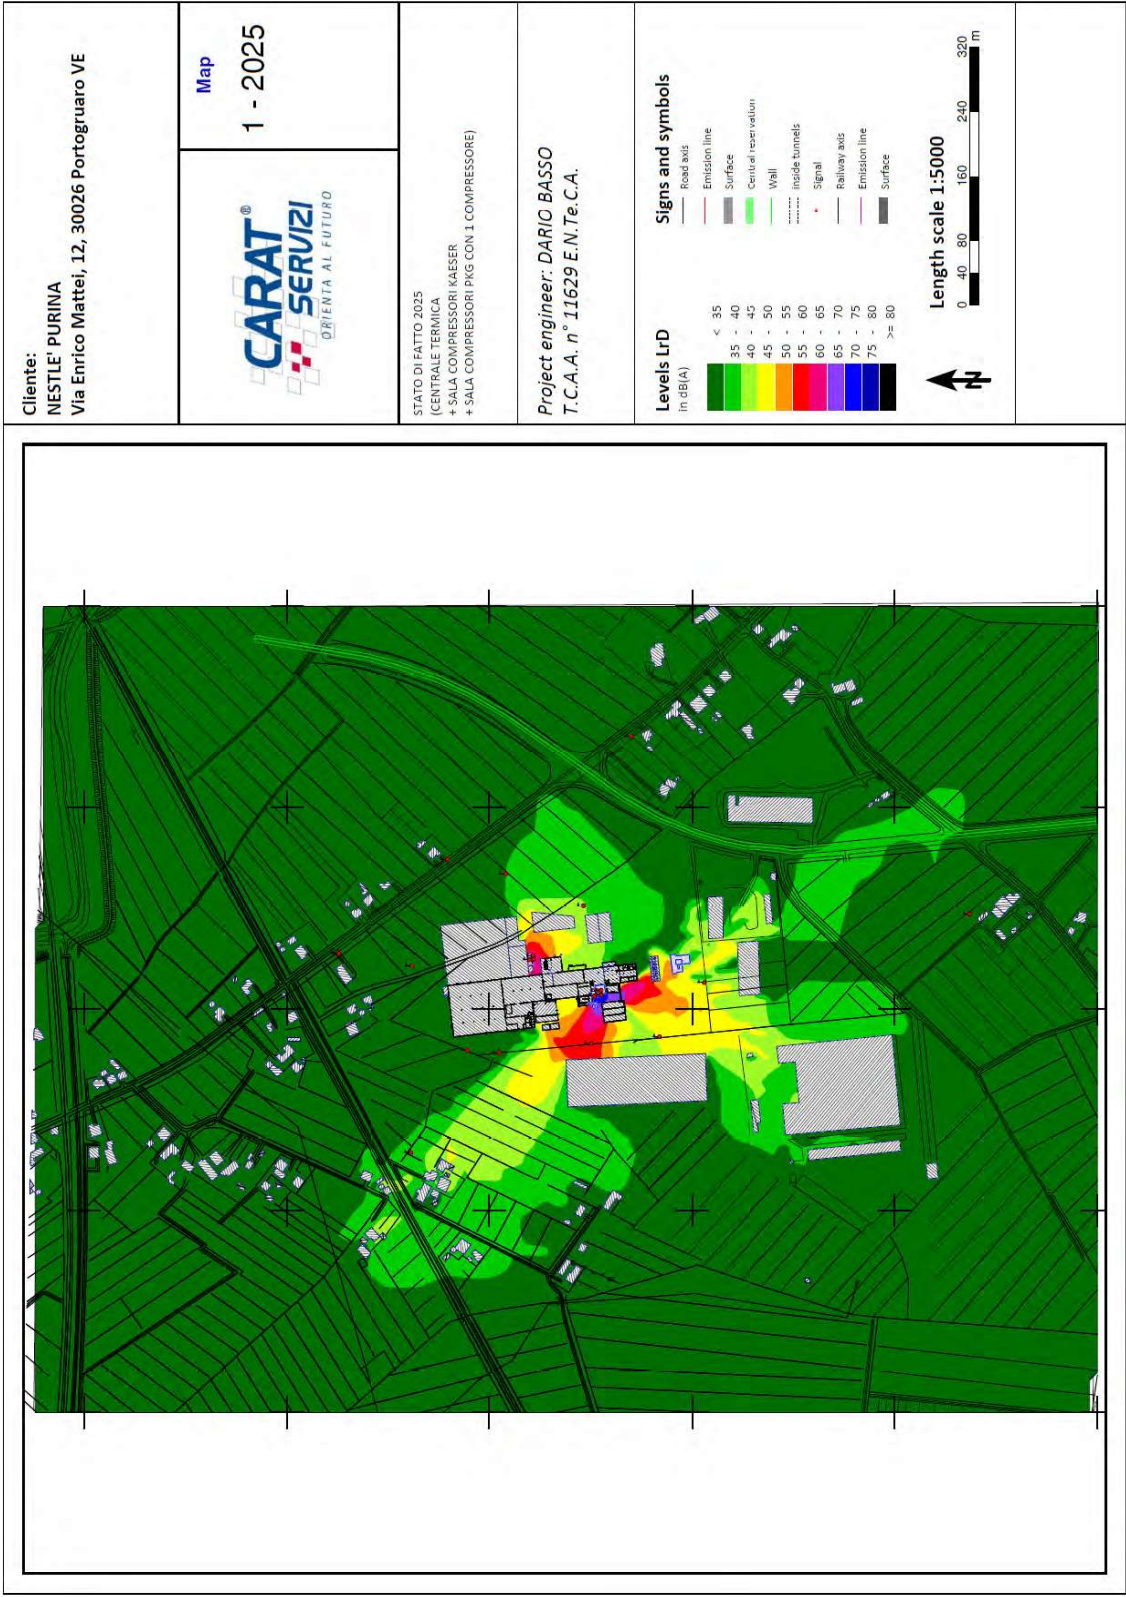 Cliente:
NESTLE' PURINA
Via Enrico Mattei, 12, 30026 Portogruaro VE
Map
1 - 2025
CARAT®
SERVIZI
ORIENTA AL FUTURO
STATO DI FATTO 2025
(CENTRALE TERMICA
+ SALA COMPRESSORI KAESER
+ SALA COMPRESSORI PKG CON 1 COMPRESSORE)
Project engineer: DARIO BASSO
T.C.A.A. n° 11629 E.N.Te.C.A.
Levels LrD
in dB(A)
< 35
35 - 40
40 - 45
45 - 50
50 - 55
55 - 60
60 - 65
65 - 70
70 - 75
75 - 80
>= 80
Signs and symbols
Road axis
Emission line
Surface
Central reservation
Wall
inside tunnels
Signal
Railway axis
Emission line
Surface
N
Length scale 1:5000
0 40 80 160 240 320
m